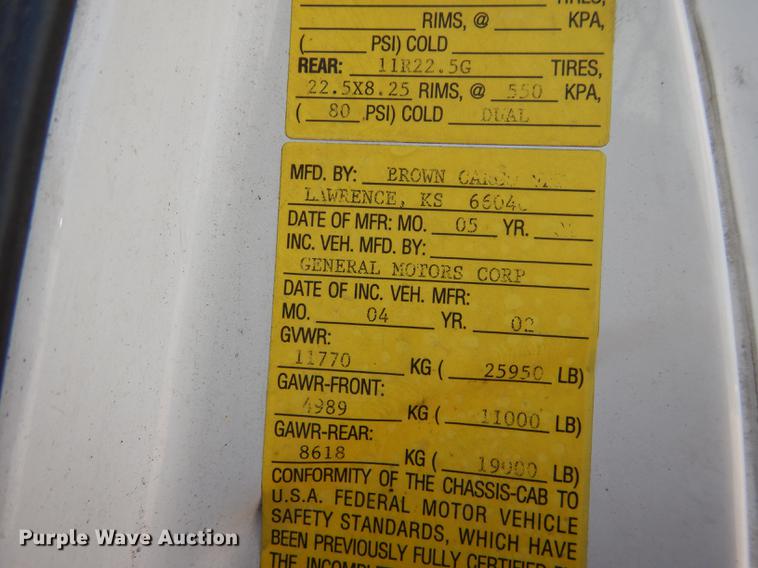 TIRES,
RIMS, @ KPA,
( PSI) COLD
REAR: 11R22.5G TIRES,
22.5X8.25 RIMS, @ 550 KPA,
( 80 PSI) COLD DUAL
MFD. BY: BROWN
LAWRENCE, KS
DATE OF MFR: MO. 05 YR.
INC. VEH. MFD. BY:
GENERAL MOTORS CORP
DATE OF INC. VEH. MFR:
MO. 04 YR. 02
GVWR:
11770 KG ( 25950 LB)
GAWR-FRONT:
4989 KG ( 11000 LB)
GAWR-REAR:
8618 KG ( 19000 LB)
CONFORMITY OF THE CHASSIS-CAB TO
U.S.A. FEDERAL MOTOR VEHICLE
SAFETY STANDARDS, WHICH HAVE
BEEN PREVIOUSLY FULLY CERTIFIED
THE
Purple Wave Auction